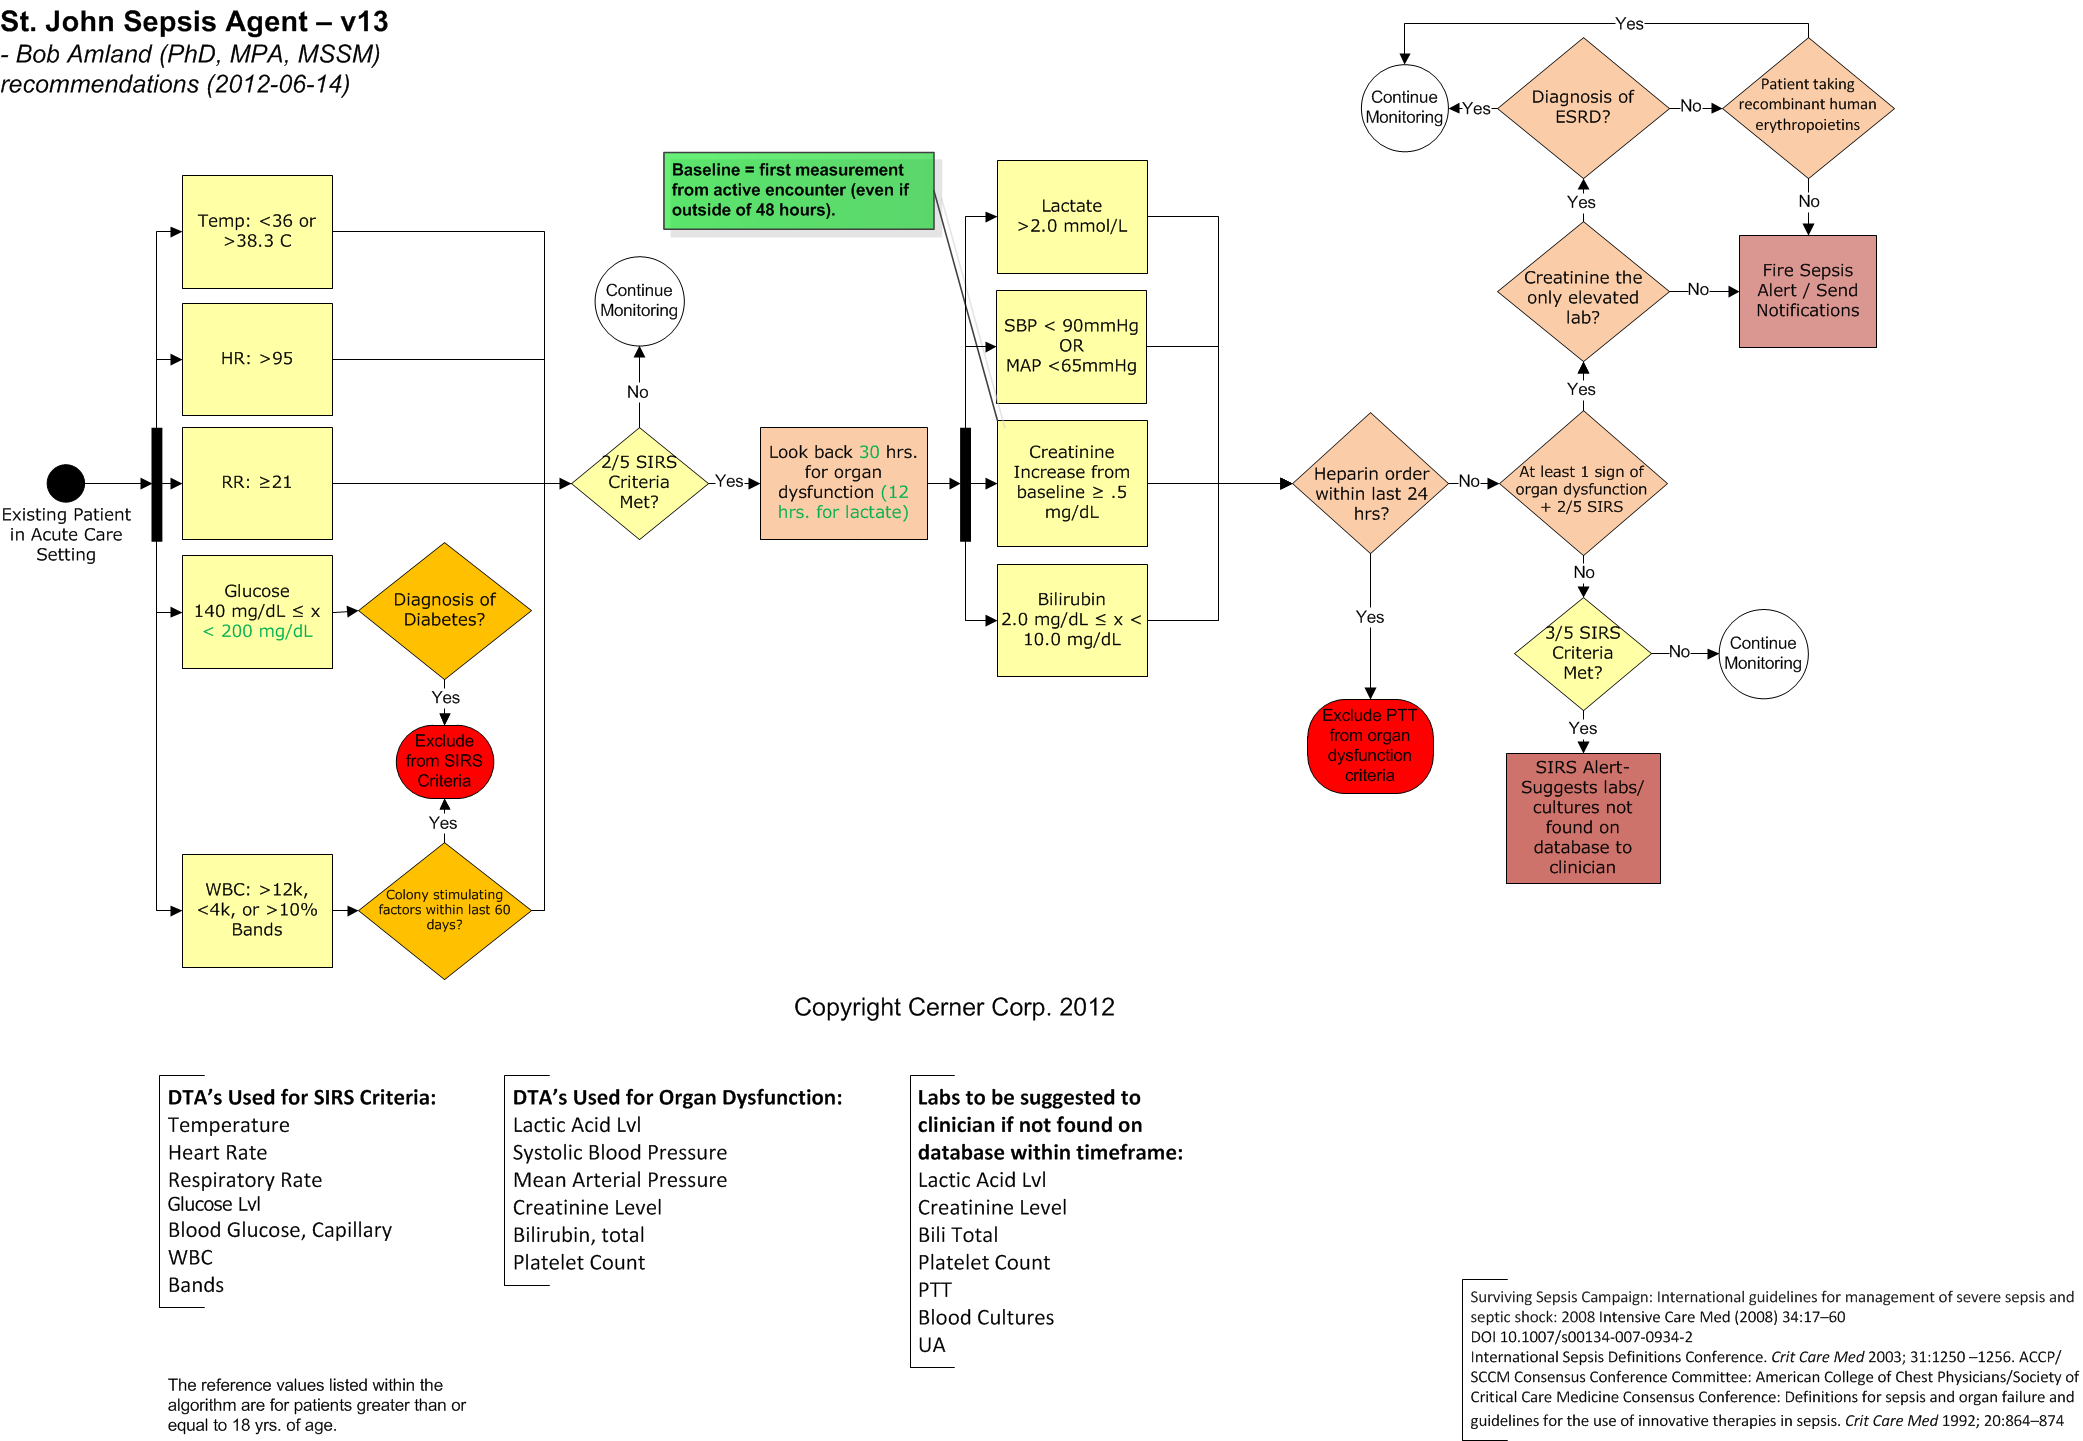 St. John Sepsis Agent – v13
- Bob Amland (PhD, MPA, MSSM)
recommendations (2012-06-14)
Existing Patient
in Acute Care
Setting
Temp: <36 or
>38.3 C
HR: >95
RR: ≥21
Glucose
140 mg/dL ≤ x
< 200 mg/dL
WBC: >12k,
<4k, or >10%
Bands
Diagnosis of
Diabetes?
Yes
Exclude
from SIRS
Criteria
Yes
Colony stimulating
factors within last 60
days?
Continue
Monitoring
No
2/5 SIRS
Criteria
Met?
Yes
Look back 30 hrs.
for organ
dysfunction (12
hrs. for lactate)
Baseline = first measurement
from active encounter (even if
outside of 48 hours).
Lactate
>2.0 mmol/L
SBP < 90mmHg
OR
MAP <65mmHg
Creatinine
Increase from
baseline ≥ .5
mg/dL
Bilirubin
2.0 mg/dL ≤ x <
10.0 mg/dL
Heparin order
within last 24
hrs?
Yes
Exclude PTT
from organ
dysfunction
criteria
No
At least 1 sign of
organ dysfunction
+ 2/5 SIRS
Yes
Creatinine the
only elevated
lab?
No
Fire Sepsis
Alert / Send
Notifications
Yes
Diagnosis of
ESRD?
Yes
Continue
Monitoring
No
Patient taking
recombinant human
erythropoietins
Yes
No
No
3/5 SIRS
Criteria
Met?
No
Continue
Monitoring
Yes
SIRS Alert-
Suggests labs/
cultures not
found on
database to
clinician
Copyright Cerner Corp. 2012
DTA’s Used for SIRS Criteria:
Temperature
Heart Rate
Respiratory Rate
Glucose Lvl
Blood Glucose, Capillary
WBC
Bands
DTA’s Used for Organ Dysfunction:
Lactic Acid Lvl
Systolic Blood Pressure
Mean Arterial Pressure
Creatinine Level
Bilirubin, total
Platelet Count
Labs to be suggested to
clinician if not found on
database within timeframe:
Lactic Acid Lvl
Creatinine Level
Bili Total
Platelet Count
PTT
Blood Cultures
UA
The reference values listed within the
algorithm are for patients greater than or
equal to 18 yrs. of age.
Surviving Sepsis Campaign: International guidelines for management of severe sepsis and
septic shock: 2008 Intensive Care Med (2008) 34:17–60
DOI 10.1007/s00134-007-0934-2
International Sepsis Definitions Conference. Crit Care Med 2003; 31:1250 –1256. ACCP/
SCCM Consensus Conference Committee: American College of Chest Physicians/Society of
Critical Care Medicine Consensus Conference: Definitions for sepsis and organ failure and
guidelines for the use of innovative therapies in sepsis. Crit Care Med 1992; 20:864–874